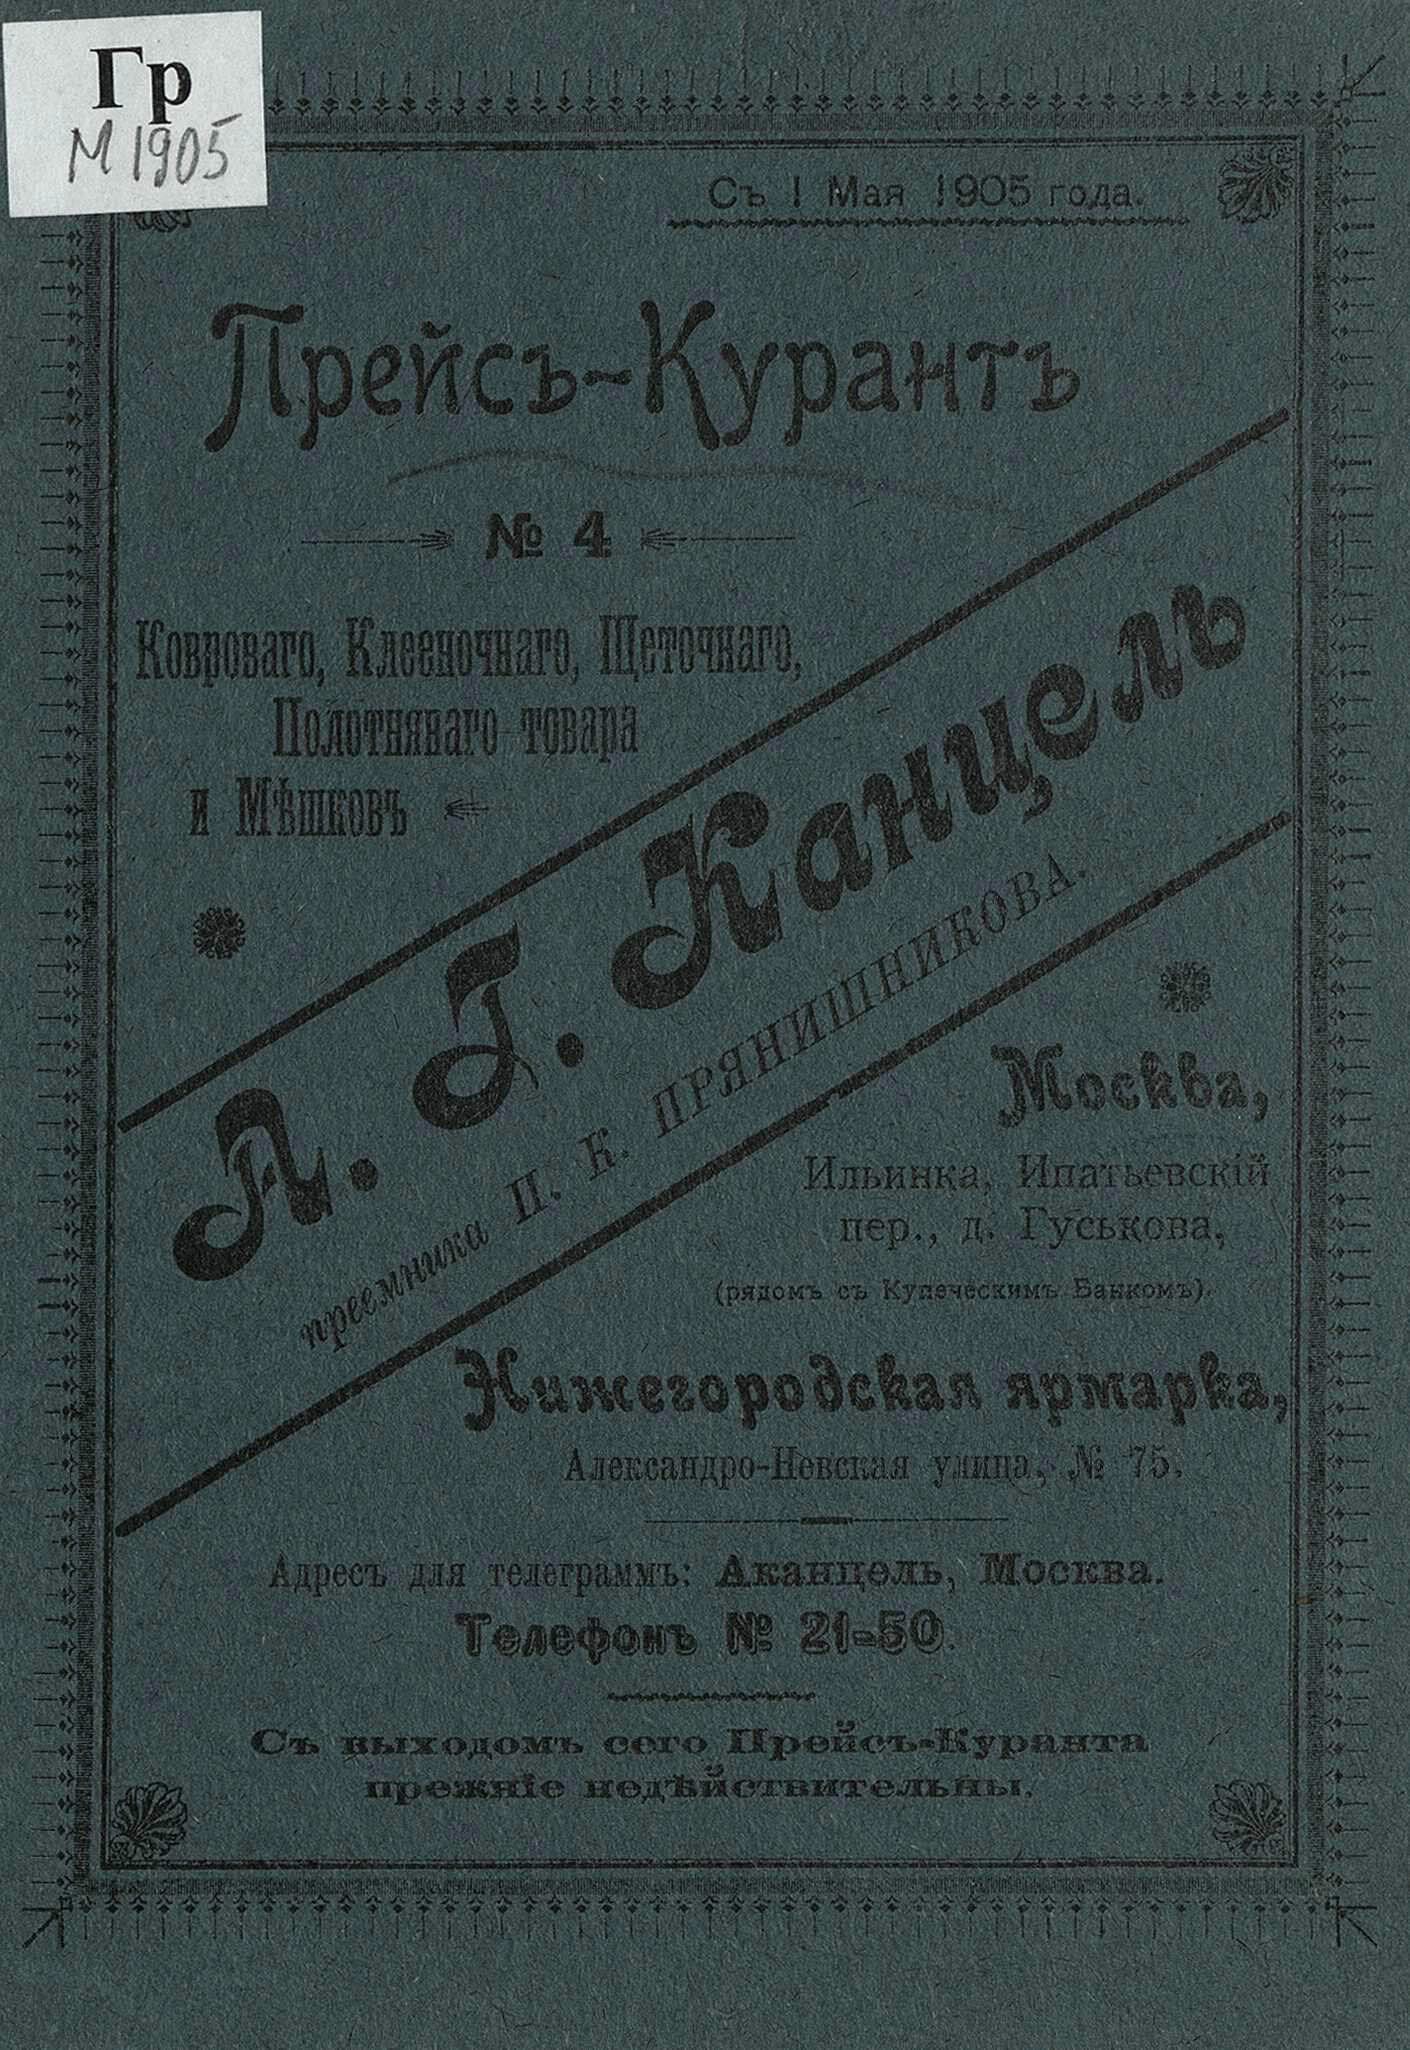 Гр
М 1905
Съ 1 Мая 1905 года.
Прейсъ-Курантъ
№ 4
Ковроваго, Клееночнаго, Щеточнаго,
Полотнянаго товара
и Мѣшковъ
А. Г. Канцель
преемника П. К. ПРЯНИШНИКОВА.
Москва,
Ильинка, Ипатьевскій
пер., д. Гуськова,
(рядомъ съ Купеческимъ Банкомъ).
Нижегородская ярмарка,
Александро-Невская улица, № 75.
Адресъ для телеграммъ: Аканцель, Москва.
Телефонъ № 21-50.
Съ выходомъ сего Прейсъ-Куранта
прежніе недѣйствительны.